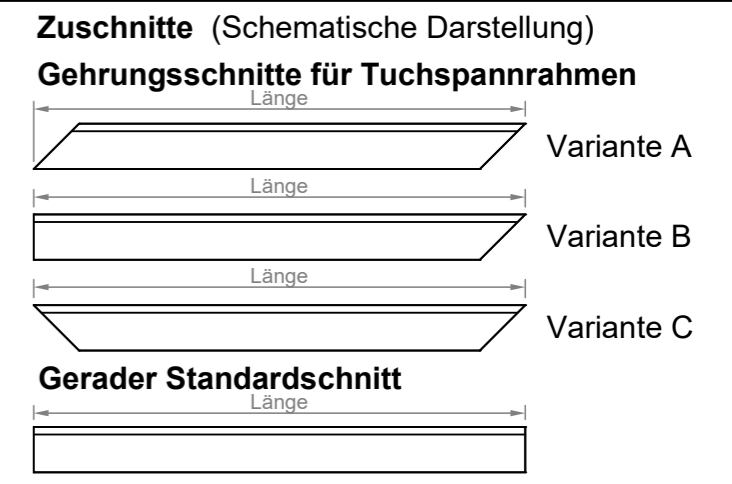 Zuschnitte (Schematische Darstellung)
Gehrungsschnitte für Tuchspannrahmen
Länge
Variante A
Länge
Variante B
Länge
Variante C
Gerader Standardschnitt
Länge